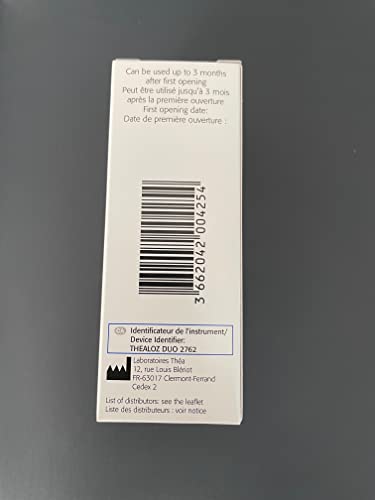 Can be used up to 3 months
after first opening
Peut être utilisé jusqu'à 3 mois
après la première ouverture
First opening date:
Date de première ouverture :
3 662042 004254
CA Identificateur de l'instrument/
Device Identifier:
THEALOZ DUO 2762
Laboratoires Théa
12, rue Louis Blériot
FR-63017 Clermont-Ferrand
Cedex 2
List of distributors: see the leaflet
Liste des distributeurs : voir notice